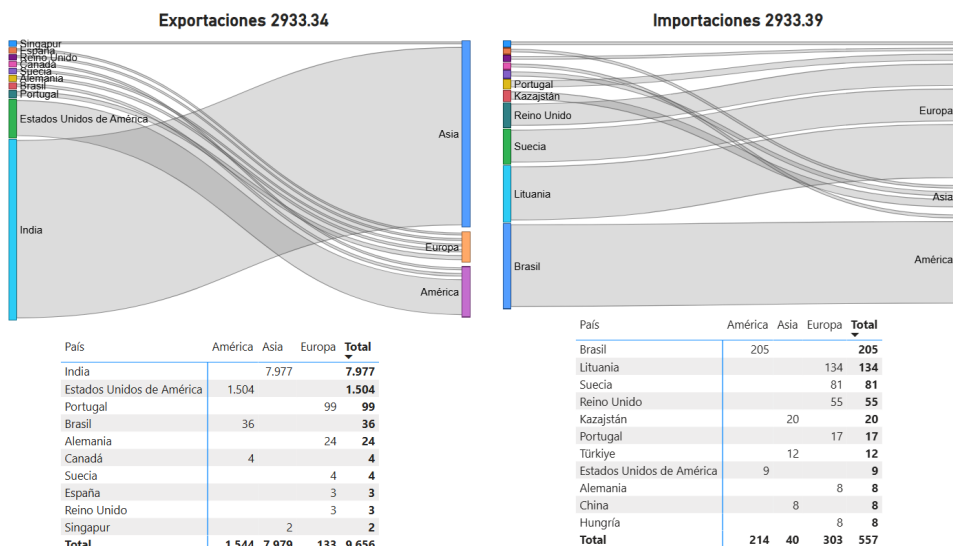 Exportaciones 2933.34
Singapur
España
Reino Unido
Canadá
Suecia
Alemania
Brasil
Portugal
Estados Unidos de América
India
Asia
Europa
América
País América Asia Europa Total
India 7.977 7.977
Estados Unidos de América 1.504 1.504
Portugal 99 99
Brasil 36 36
Alemania 24 24
Canadá 4 4
Suecia 4 4
España 3 3
Reino Unido 3 3
Singapur 2 2
Total 1.544 7.979 133 9.656
Importaciones 2933.39
Portugal
Kazajstán
Reino Unido
Suecia
Lituania
Brasil
Europa
Asia
América
País América Asia Europa Total
Brasil 205 205
Lituania 134 134
Suecia 81 81
Reino Unido 55 55
Kazajstán 20 20
Portugal 17 17
Türkiye 12 12
Estados Unidos de América 9 9
Alemania 8 8
China 8 8
Hungría 8 8
Total 214 40 303 557